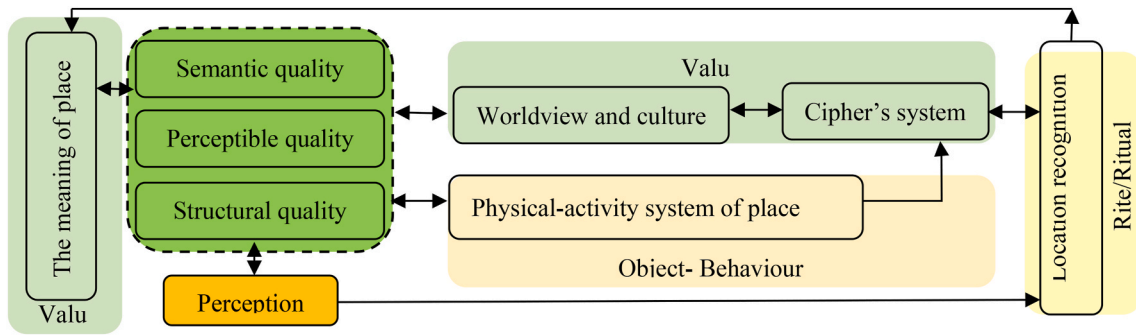 The meaning of place
Valu
Semantic quality
Perceptible quality
Structural quality
Perception
Valu
Worldview and culture
Cipher's system
Physical-activity system of place
Object- Behaviour
Location recognition
Rite/Ritual